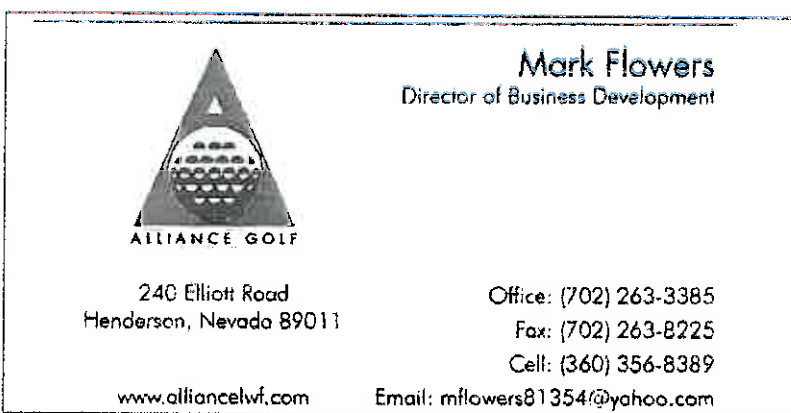 Mark Flowers
Director of Business Development
ALLIANCE GOLF
240 Elliott Road
Henderson, Nevada 89011
www.alliancelwf.com
Office: (702) 263-3385
Fax: (702) 263-8225
Cell: (360) 356-8389
Email: mflowers81354@yahoo.com